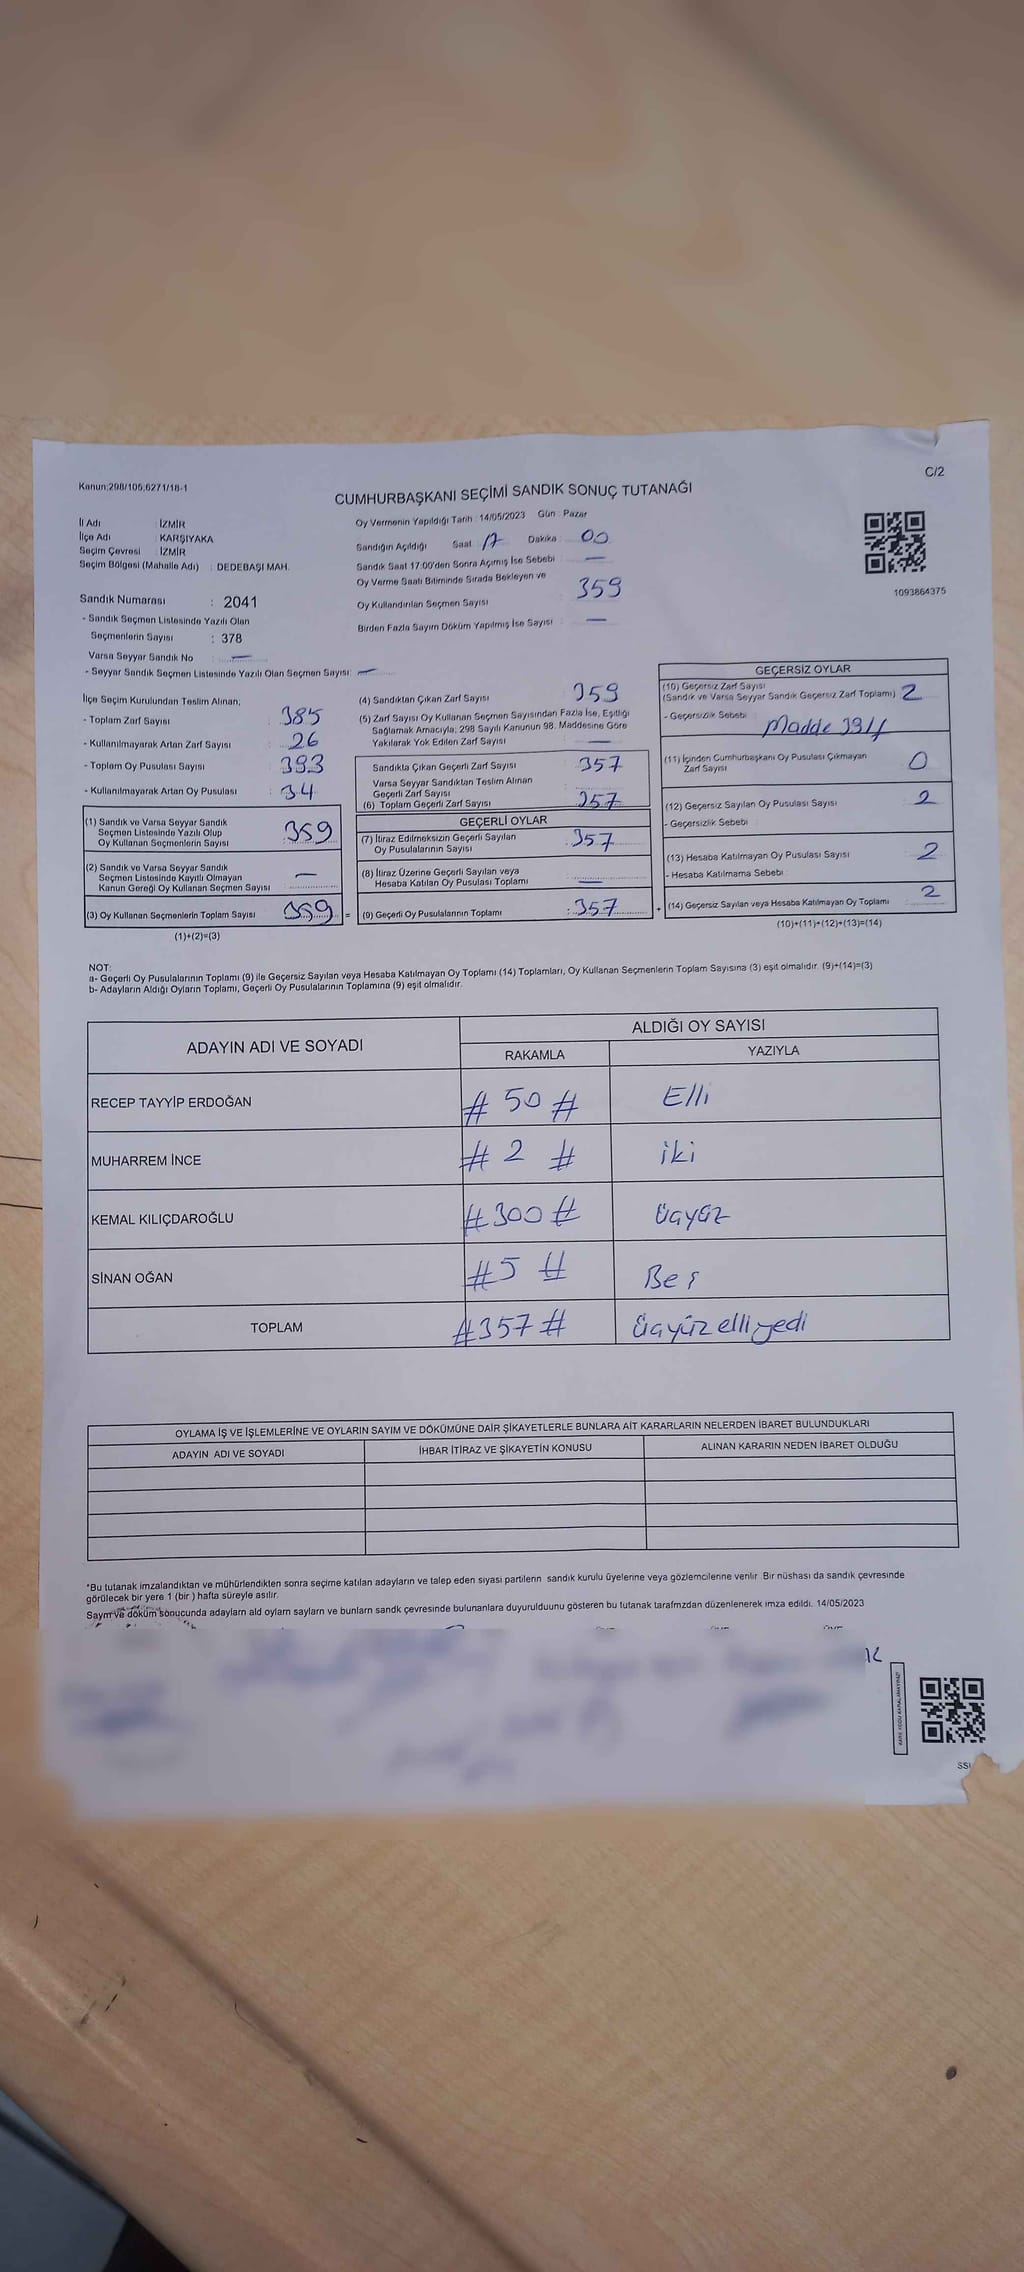 Kanun;298/105;6271/18-1
C/2
CUMHURBAŞKANI SEÇİMİ SANDIK SONUÇ TUTANAĞI
İl Adı : İZMİR
İlçe Adı : KARŞIYAKA
Seçim Çevresi : İZMİR
Seçim Bölgesi (Mahalle Adı) : DEDEBAŞI MAH.
Oy Vermenin Yapıldığı Tarih : 14/05/2023 Gün : Pazar
Sandığın Açıldığı Saat 17 Dakika : 00
Sandık Saat 17:00'den Sonra Açımış İse Sebebi : —
Oy Verme Saati Bitiminde Sırada Bekleyen ve
Oy Kullandırılan Seçmen Sayısı 359
Birden Fazla Sayım Döküm Yapılmış İse Sayısı : —
1093864375
Sandık Numarası : 2041
- Sandık Seçmen Listesinde Yazılı Olan
Seçmenlerin Sayısı : 378
Varsa Seyyar Sandık No : —
- Seyyar Sandık Seçmen Listesinde Yazılı Olan Seçmen Sayısı: —
İlçe Seçim Kurulundan Teslim Alınan;
- Toplam Zarf Sayısı : 385
- Kullanılmayarak Artan Zarf Sayısı : 26
- Toplam Oy Pusulası Sayısı : 393
- Kullanılmayarak Artan Oy Pusulası : 34
(1) Sandık ve Varsa Seyyar Sandık
Seçmen Listesinde Yazılı Olup
Oy Kullanan Seçmenlerin Sayısı 359
(2) Sandık ve Varsa Seyyar Sandık
Seçmen Listesinde Kayıtlı Olmayan
Kanun Gereği Oy Kullanan Seçmen Sayısı —
(3) Oy Kullanan Seçmenlerin Toplam Sayısı 359 =
(1)+(2)=(3)
(4) Sandıktan Çıkan Zarf Sayısı 359
(5) Zarf Sayısı Oy Kullanan Seçmen Sayısından Fazla İse, Eşitliği
Sağlamak Amacıyla; 298 Sayılı Kanunun 98. Maddesine Göre
Yakılarak Yok Edilen Zarf Sayısı —
Sandıkta Çıkan Geçerli Zarf Sayısı : 357
Varsa Seyyar Sandıktan Teslim Alınan
Geçerli Zarf Sayısı
(6) Toplam Geçerli Zarf Sayısı : 357
GEÇERLİ OYLAR
(7) İtiraz Edilmeksizin Geçerli Sayılan
Oy Pusulalarının Sayısı : 357
(8) İtiraz Üzerine Geçerli Sayılan veya
Hesaba Katılan Oy Pusulası Toplamı —
(9) Geçerli Oy Pusulalarının Toplamı : 357 +
GEÇERSİZ OYLAR
(10) Geçersiz Zarf Sayısı
(Sandık ve Varsa Seyyar Sandık Geçersiz Zarf Toplamı) 2
- Geçersizlik Sebebi : Madde
(11) İçinden Cumhurbaşkanı Oy Pusulası Çıkmayan
Zarf Sayısı : 0
(12) Geçersiz Sayılan Oy Pusulası Sayısı : 2
- Geçersizlik Sebebi :
(13) Hesaba Katılmayan Oy Pusulası Sayısı : 2
- Hesaba Katılmama Sebebi :
(14) Geçersiz Sayılan veya Hesaba Katılmayan Oy Toplamı : 2
(10)+(11)+(12)+(13)=(14)
NOT:
a- Geçerli Oy Pusulalarının Toplamı (9) ile Geçersiz Sayılan veya Hesaba Katılmayan Oy Toplamı (14) Toplamları, Oy Kullanan Seçmenlerin Toplam Sayısına (3) eşit olmalıdır. (9)+(14)=(3)
b- Adayların Aldığı Oyların Toplamı, Geçerli Oy Pusulalarının Toplamına (9) eşit olmalıdır.
ADAYIN ADI VE SOYADI
ALDIĞI OY SAYISI
RAKAMLA YAZIYLA
RECEP TAYYİP ERDOĞAN # 50 # Elli
MUHARREM İNCE # 2 # iki
KEMAL KILIÇDAROĞLU #300# üçyüz
SİNAN OĞAN #5 # Beş
TOPLAM #357# üçyüzelliyedi
OYLAMA İŞ VE İŞLEMLERİNE VE OYLARIN SAYIM VE DÖKÜMÜNE DAİR ŞİKAYETLERLE BUNLARA AİT KARARLARIN NELERDEN İBARET BULUNDUKLARI
ADAYIN ADI VE SOYADI İHBAR İTİRAZ VE ŞİKAYETİN KONUSU ALINAN KARARIN NEDEN İBARET OLDUĞU
*Bu tutanak imzalandıktan ve mühürlendikten sonra seçime katılan adayların ve talep eden siyasi partilerin sandık kurulu üyelerine veya gözlemcilerine verilir. Bir nüshası da sandık çevresinde
görülecek bir yere 1 (bir ) hafta süreyle asılır.
Sayım ve döküm sonucunda adayların ald oyların sayların ve bunların sandk çevresinde bulunanlara duyurulduunu gösteren bu tutanak tarafmzdan düzenlenerek imza edildi. 14/05/2023